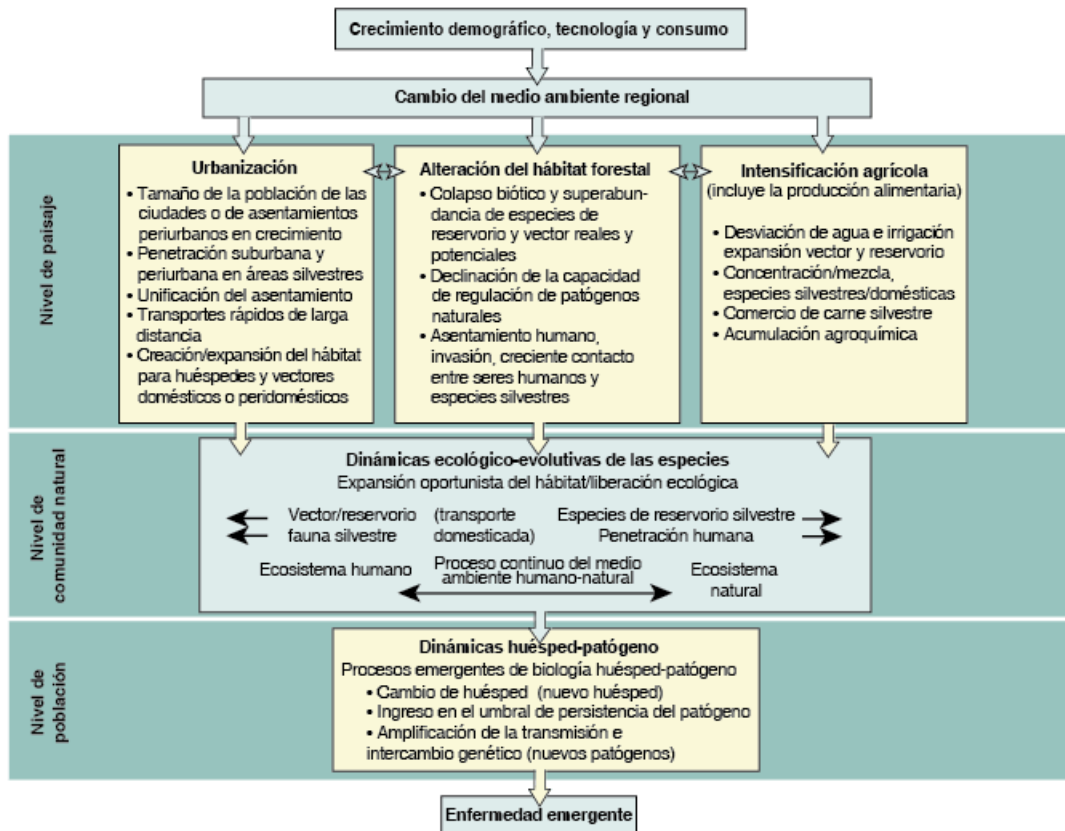 Crecimiento demográfico, tecnología y consumo
Cambio del medio ambiente regional
Nivel de paisaje
Urbanización
• Tamaño de la población de las
ciudades o de asentamientos
periurbanos en crecimiento
• Penetración suburbana y
periurbana en áreas silvestres
• Unificación del asentamiento
• Transportes rápidos de larga
distancia
• Creación/expansión del hábitat
para huéspedes y vectores
domésticos o peridomésticos
Alteración del hábitat forestal
• Colapso biótico y superabun-
dancia de especies de
reservorio y vector reales y
potenciales
• Declinación de la capacidad
de regulación de patógenos
naturales
• Asentamiento humano,
invasión, creciente contacto
entre seres humanos y
especies silvestres
Intensificación agrícola
(incluye la producción alimentaria)
• Desviación de agua e irrigación
expansión vector y reservorio
• Concentración/mezcla,
especies silvestres/domésticas
• Comercio de carne silvestre
• Acumulación agroquímica
Nivel de
comunidad natural
Dinámicas ecológico-evolutivas de las especies
Expansión oportunista del hábitat/liberación ecológica
Vector/reservorio (transporte
fauna silvestre domesticada)
Especies de reservorio silvestre
Penetración humana
Ecosistema humano
Proceso continuo del medio
ambiente humano-natural
Ecosistema
natural
Nivel de
población
Dinámicas huésped-patógeno
Procesos emergentes de biología huésped-patógeno
• Cambio de huésped (nuevo huésped)
• Ingreso en el umbral de persistencia del patógeno
• Amplificación de la transmisión e
intercambio genético (nuevos patógenos)
Enfermedad emergente